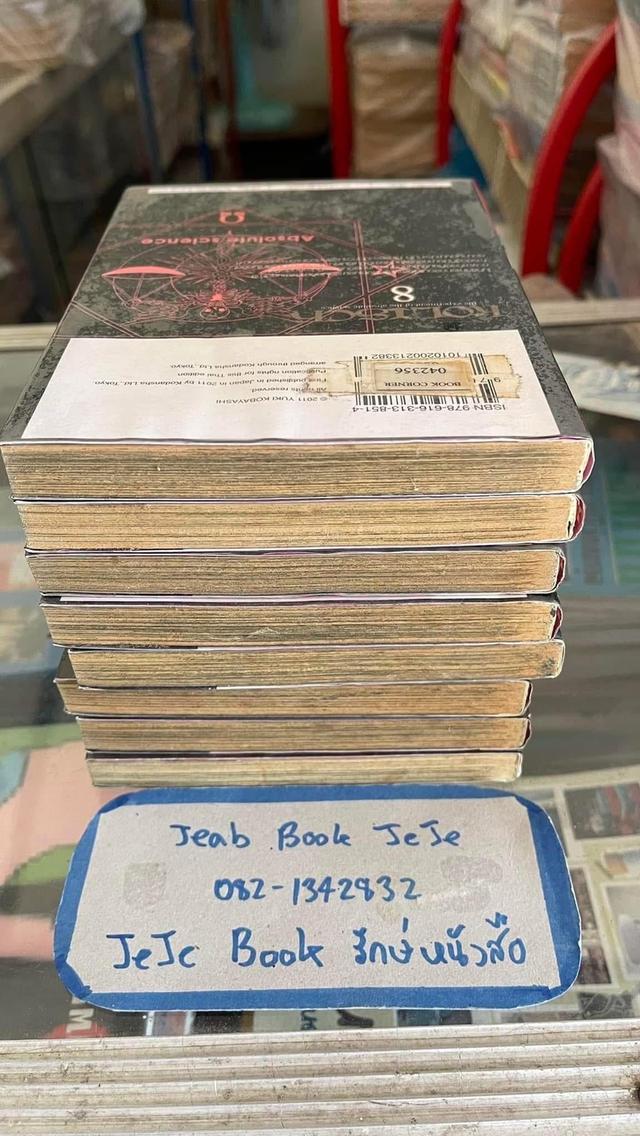 Ω
Absolute science
8
© 2011 YUKI KOBAYASHI
All rights reserved
First published in Japan in 2011 by Kodansha Ltd., Tokyo
Publication rights for this Thai edition
arranged through Kodansha Ltd., Tokyo.
ISBN 978-616-313-851-4
BOOK CORNER
042356
71010200213382
Jeab Book JeJe
082-1342832
JeJe Book รักษ์หนังสือ